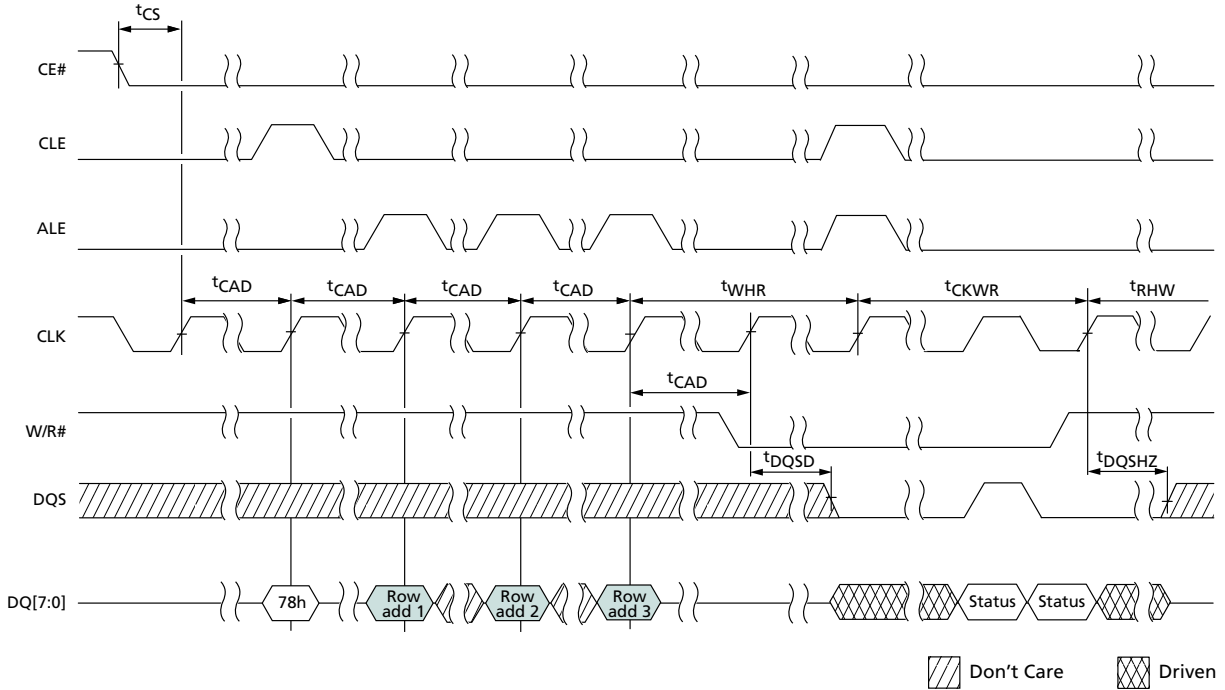 tCS
CE#
CLE
ALE
tCAD
tCAD
tCAD
tCAD
tWHR
tCKWR
tRHW
CLK
tCAD
W/R#
tDQSD
tDQSHZ
DQS
DQ[7:0]
78h
Row
add 1
Row
add 2
Row
add 3
Status
Status
Don't Care
Driven